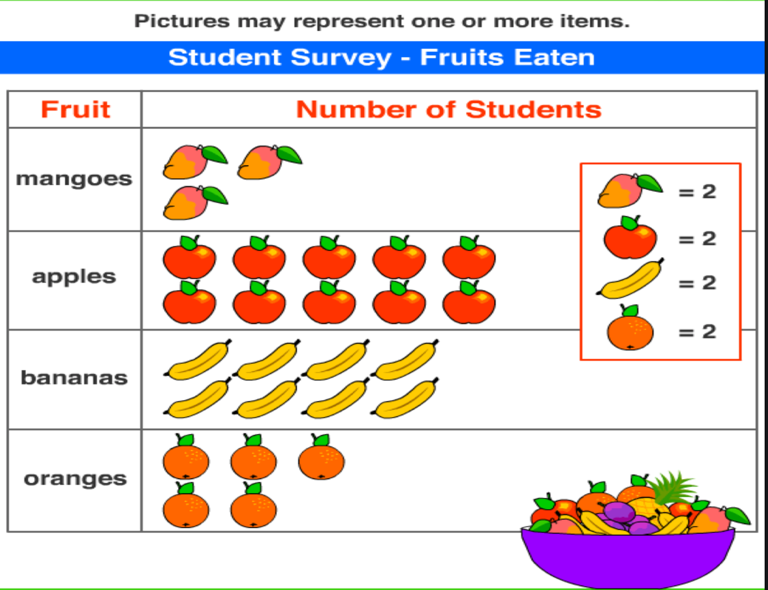 Pictures may represent one or more items.
Student Survey - Fruits Eaten
Fruit Number of Students
mangoes
= 2
apples
= 2
= 2
bananas
= 2
oranges